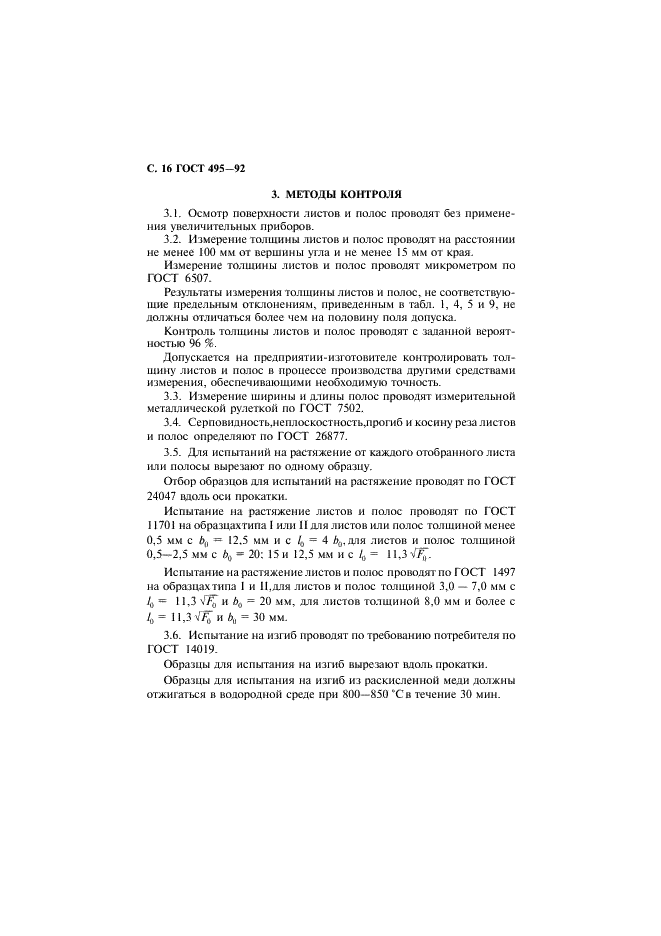 С. 16 ГОСТ 495—92
3. МЕТОДЫ КОНТРОЛЯ
3.1. Осмотр поверхности листов и полос проводят без примене-
ния увеличительных приборов.
3.2. Измерение толщины листов и полос проводят на расстоянии
не менее 100 мм от вершины угла и не менее 15 мм от края.
Измерение толщины листов и полос проводят микрометром по
ГОСТ 6507.
Результаты измерения толщины листов и полос, не соответствую-
щие предельным отклонениям, приведенным в табл. 1, 4, 5 и 9, не
должны отличаться более чем на половину поля допуска.
Контроль толщины листов и полос проводят с заданной вероят-
ностью 96 %.
Допускается на предприятии-изготовителе контролировать тол-
щину листов и полос в процессе производства другими средствами
измерения, обеспечивающими необходимую точность.
3.3. Измерение ширины и длины полос проводят измерительной
металлической рулеткой по ГОСТ 7502.
3.4. Серповидность,неплоскостность,прогиб и косину реза листов
и полос определяют по ГОСТ 26877.
3.5. Для испытаний на растяжение от каждого отобранного листа
или полосы вырезают по одному образцу.
Отбор образцов для испытаний на растяжение проводят по ГОСТ
24047 вдоль оси прокатки.
Испытание на растяжение листов и полос проводят по ГОСТ
11701 на образцах типа I или II для листов или полос толщиной менее
0,5 мм с b₀ = 12,5 мм и с l₀ = 4 b₀, для листов и полос толщиной
0,5—2,5 мм с b₀ = 20; 15 и 12,5 мм и с l₀ = 11,3 √F₀.
Испытание на растяжение листов и полос проводят по ГОСТ 1497
на образцах типа I и II,для листов и полос толщиной 3,0 — 7,0 мм с
l₀ = 11,3 √F₀ и b₀ = 20 мм, для листов толщиной 8,0 мм и более с
l₀ = 11,3 √F₀ и b₀ = 30 мм.
3.6. Испытание на изгиб проводят по требованию потребителя по
ГОСТ 14019.
Образцы для испытания на изгиб вырезают вдоль прокатки.
Образцы для испытания на изгиб из раскисленной меди должны
отжигаться в водородной среде при 800—850 °С в течение 30 мин.